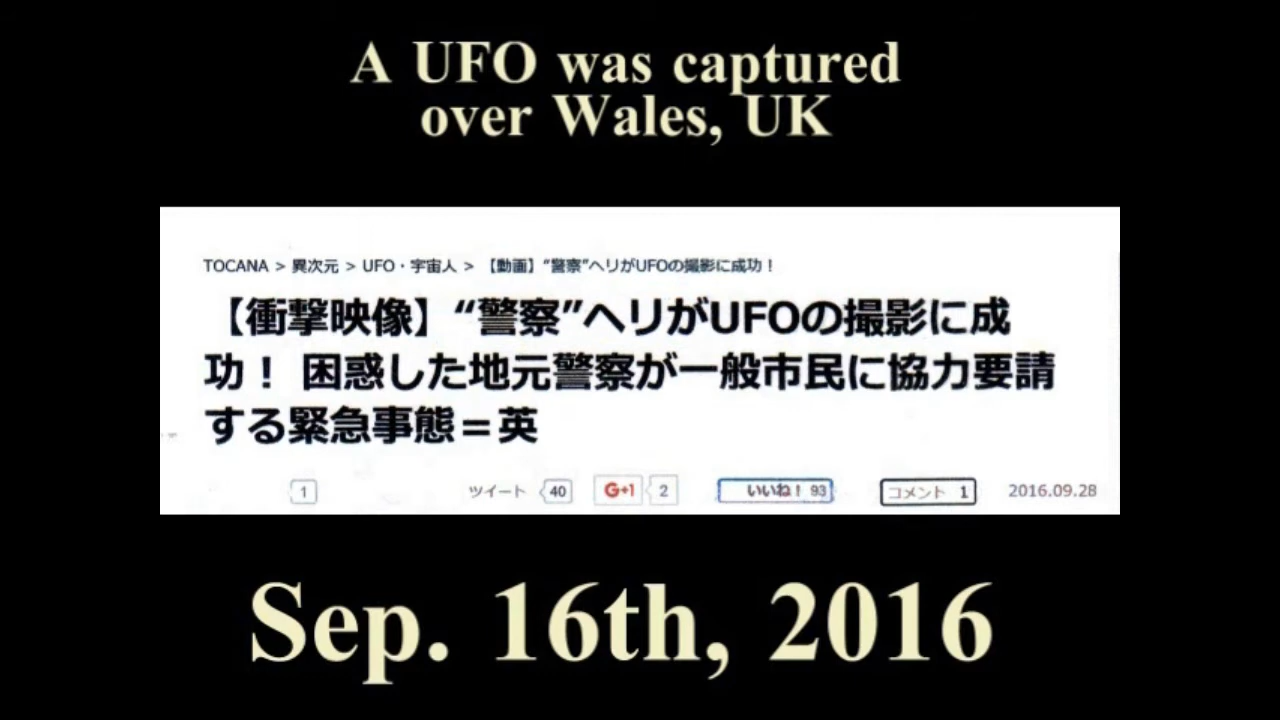 A UFO was captured
over Wales, UK
TOCANA > 異次元 > UFO・宇宙人 > 【動画】“警察”ヘリがUFOの撮影に成功！
【衝撃映像】“警察”ヘリがUFOの撮影に成
功！ 困惑した地元警察が一般市民に協力要請
する緊急事態＝英
1 ツイート 40 G+1 2 いいね！ 93 コメント 1 2016.09.28
Sep. 16th, 2016